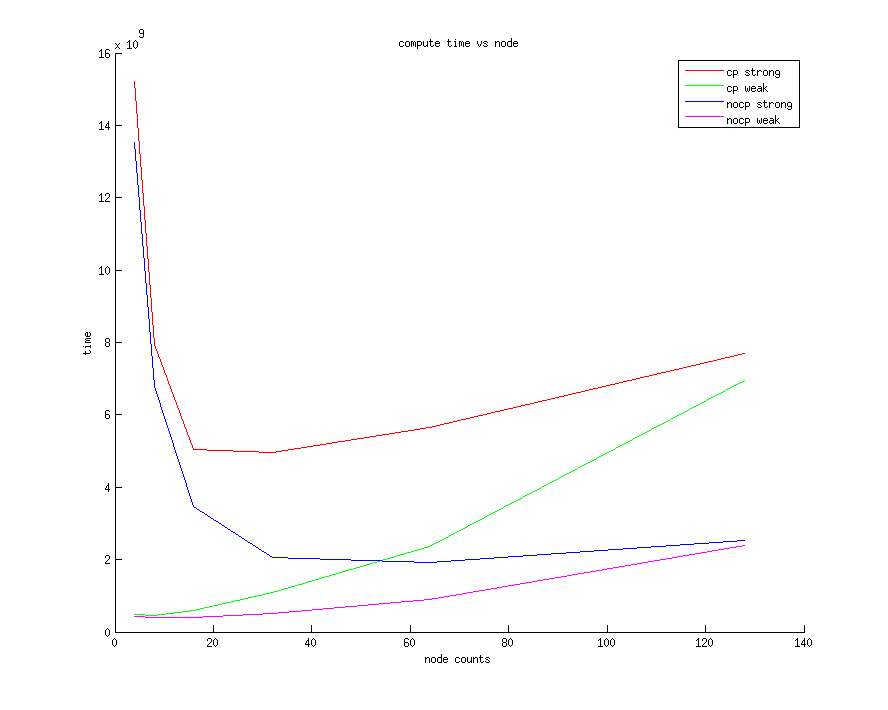 x 10^9
compute time vs node
16
14
12
10
8
6
4
2
0
time
cp strong
cp weak
nocp strong
nocp weak
0 20 40 60 80 100 120 140
node counts